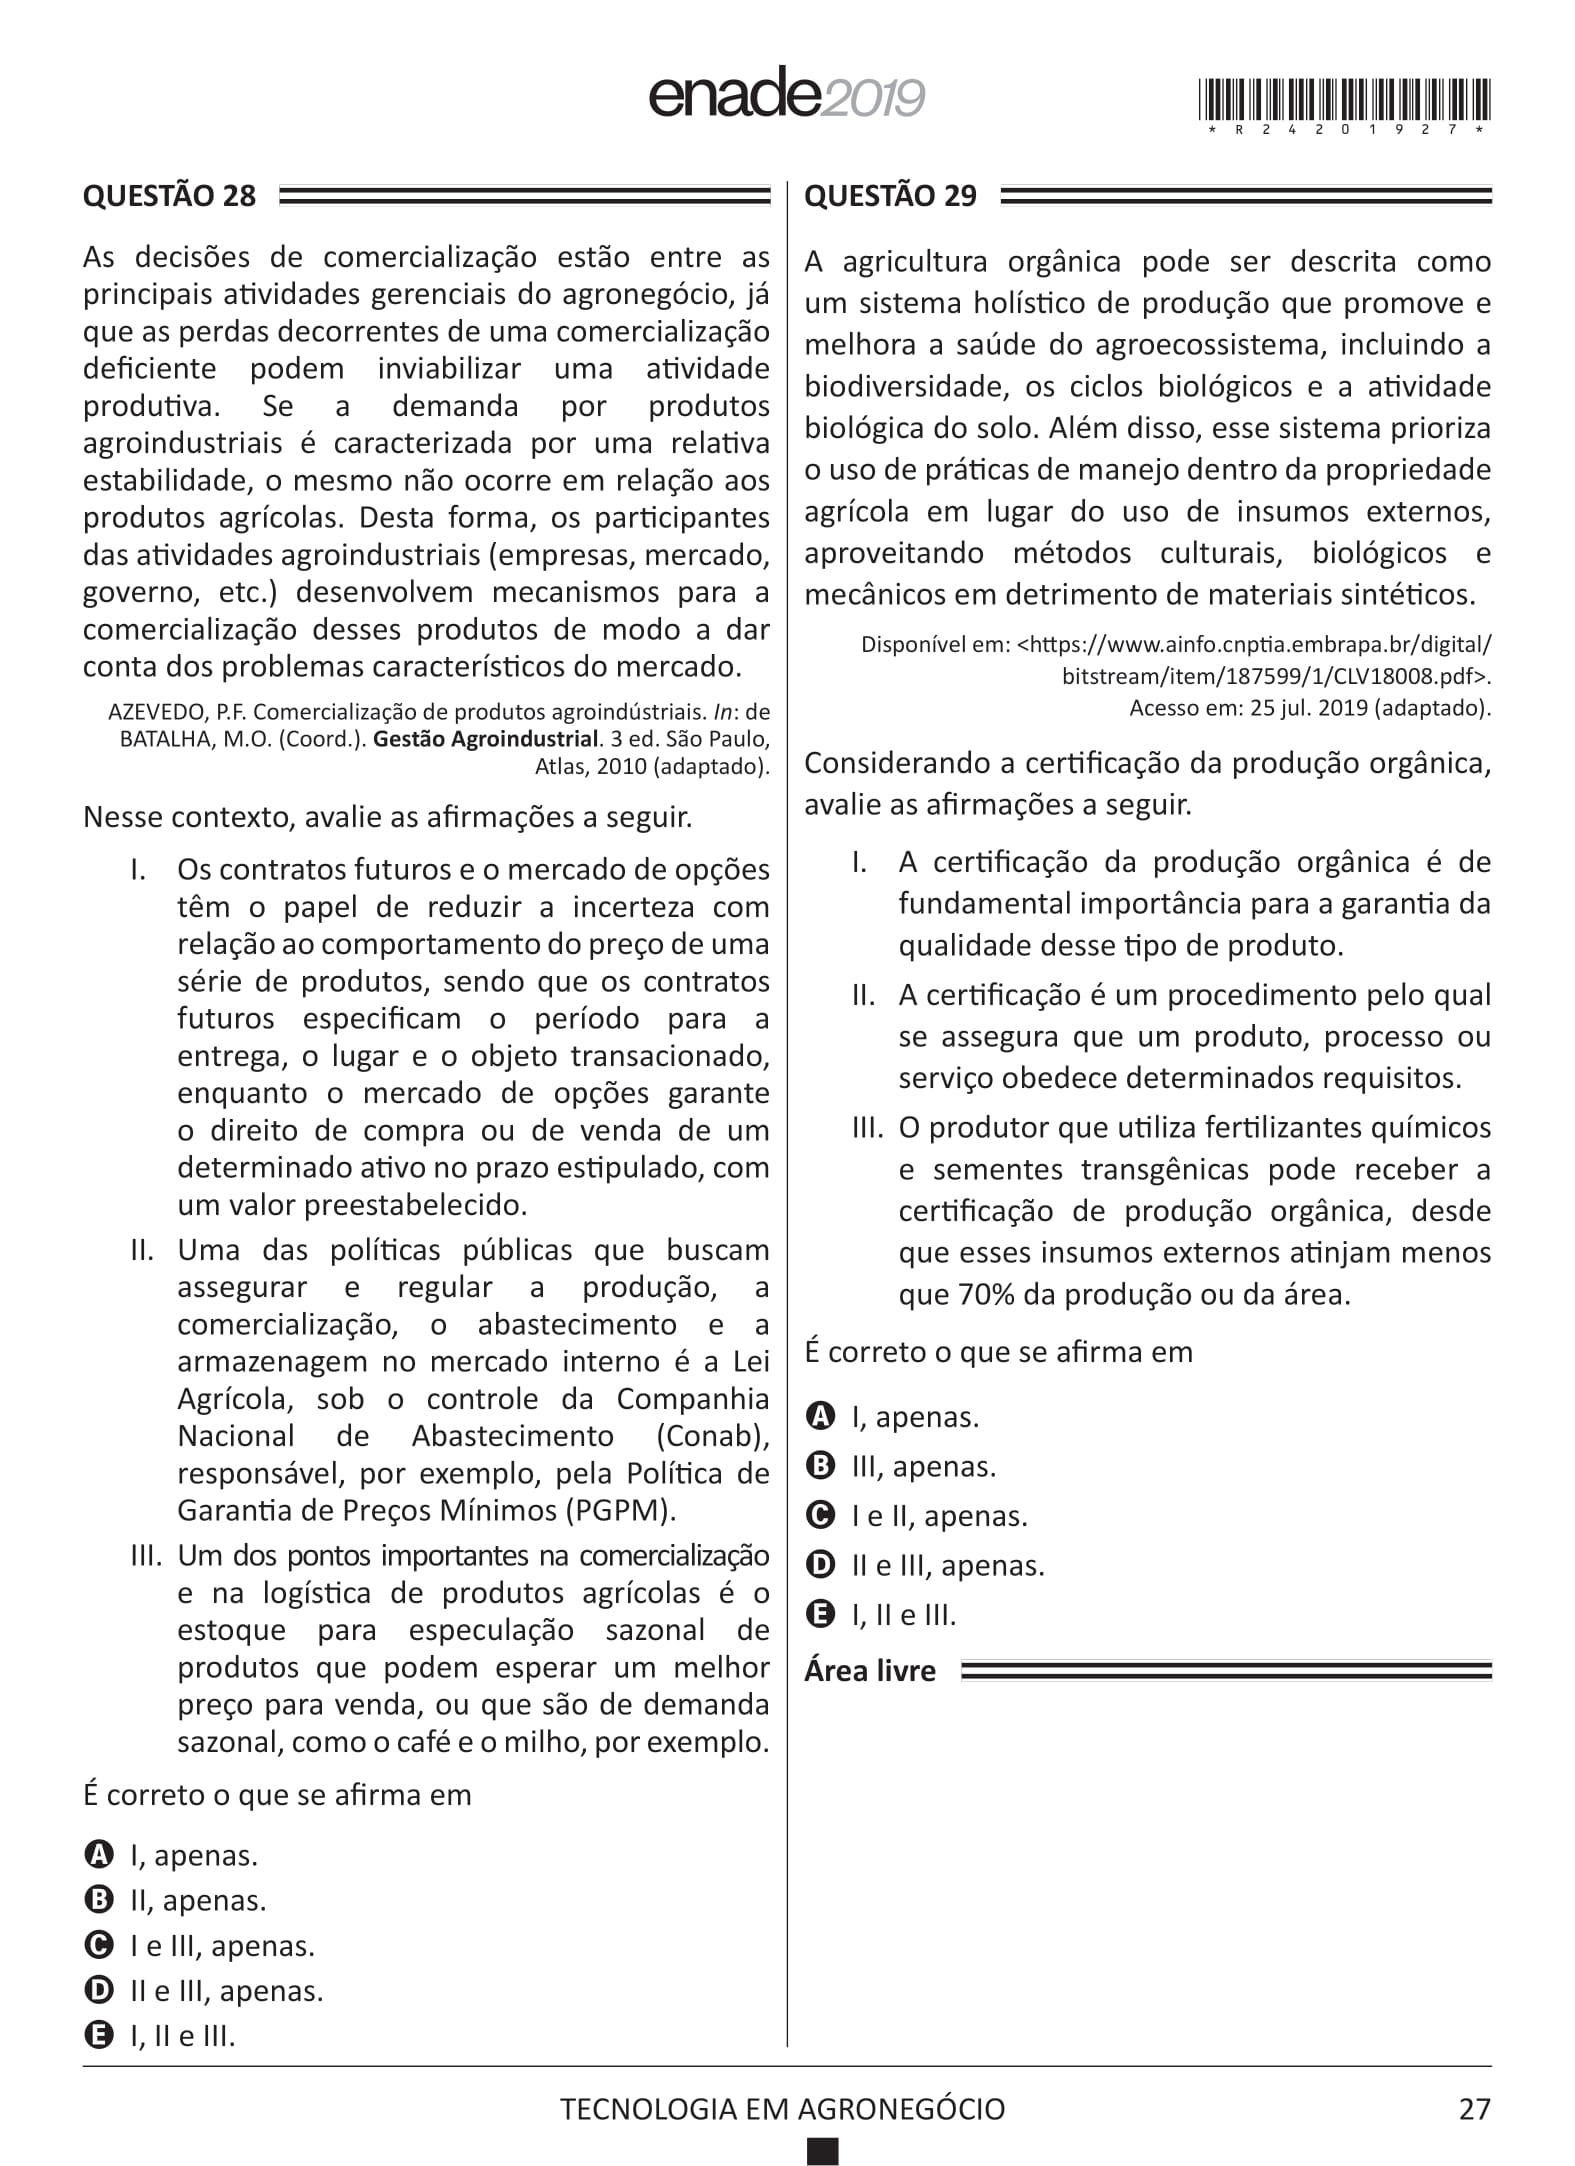 enade2019
* R 2 4 2 0 1 9 2 7 *
QUESTÃO 28
As decisões de comercialização estão entre as
principais atividades gerenciais do agronegócio, já
que as perdas decorrentes de uma comercialização
deficiente podem inviabilizar uma atividade
produtiva. Se a demanda por produtos
agroindustriais é caracterizada por uma relativa
estabilidade, o mesmo não ocorre em relação aos
produtos agrícolas. Desta forma, os participantes
das atividades agroindustriais (empresas, mercado,
governo, etc.) desenvolvem mecanismos para a
comercialização desses produtos de modo a dar
conta dos problemas característicos do mercado.
AZEVEDO, P.F. Comercialização de produtos agroindústriais. In: de
BATALHA, M.O. (Coord.). Gestão Agroindustrial. 3 ed. São Paulo,
Atlas, 2010 (adaptado).
Nesse contexto, avalie as afirmações a seguir.
I. Os contratos futuros e o mercado de opções
têm o papel de reduzir a incerteza com
relação ao comportamento do preço de uma
série de produtos, sendo que os contratos
futuros especificam o período para a
entrega, o lugar e o objeto transacionado,
enquanto o mercado de opções garante
o direito de compra ou de venda de um
determinado ativo no prazo estipulado, com
um valor preestabelecido.
II. Uma das políticas públicas que buscam
assegurar e regular a produção, a
comercialização, o abastecimento e a
armazenagem no mercado interno é a Lei
Agrícola, sob o controle da Companhia
Nacional de Abastecimento (Conab),
responsável, por exemplo, pela Política de
Garantia de Preços Mínimos (PGPM).
III. Um dos pontos importantes na comercialização
e na logística de produtos agrícolas é o
estoque para especulação sazonal de
produtos que podem esperar um melhor
preço para venda, ou que são de demanda
sazonal, como o café e o milho, por exemplo.
É correto o que se afirma em
A I, apenas.
B II, apenas.
C I e III, apenas.
D II e III, apenas.
E I, II e III.
QUESTÃO 29
A agricultura orgânica pode ser descrita como
um sistema holístico de produção que promove e
melhora a saúde do agroecossistema, incluindo a
biodiversidade, os ciclos biológicos e a atividade
biológica do solo. Além disso, esse sistema prioriza
o uso de práticas de manejo dentro da propriedade
agrícola em lugar do uso de insumos externos,
aproveitando métodos culturais, biológicos e
mecânicos em detrimento de materiais sintéticos.
Disponível em: <https://www.ainfo.cnptia.embrapa.br/digital/
bitstream/item/187599/1/CLV18008.pdf>.
Acesso em: 25 jul. 2019 (adaptado).
Considerando a certificação da produção orgânica,
avalie as afirmações a seguir.
I. A certificação da produção orgânica é de
fundamental importância para a garantia da
qualidade desse tipo de produto.
II. A certificação é um procedimento pelo qual
se assegura que um produto, processo ou
serviço obedece determinados requisitos.
III. O produtor que utiliza fertilizantes químicos
e sementes transgênicas pode receber a
certificação de produção orgânica, desde
que esses insumos externos atinjam menos
que 70% da produção ou da área.
É correto o que se afirma em
A I, apenas.
B III, apenas.
C I e II, apenas.
D II e III, apenas.
E I, II e III.
Área livre
TECNOLOGIA EM AGRONEGÓCIO
27